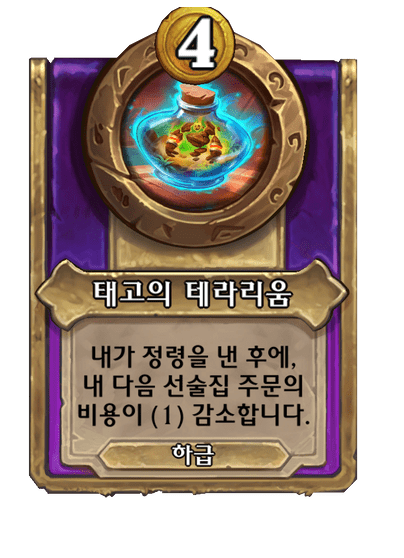 4
태고의 테라리움
내가 정령을 낸 후에,
내 다음 선술집 주문의
비용이 (1) 감소합니다.
하급